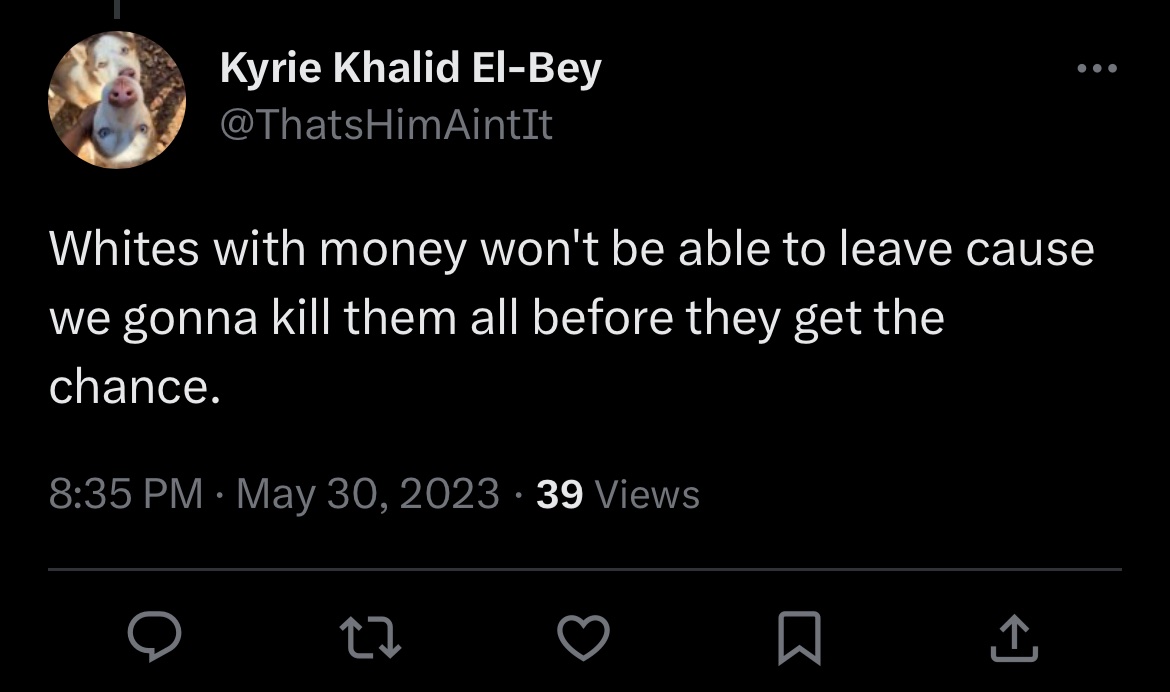 Kyrie Khalid El-Bey
@ThatsHimAintIt
Whites with money won't be able to leave cause
we gonna kill them all before they get the
chance.
8:35 PM · May 30, 2023 · 39 Views